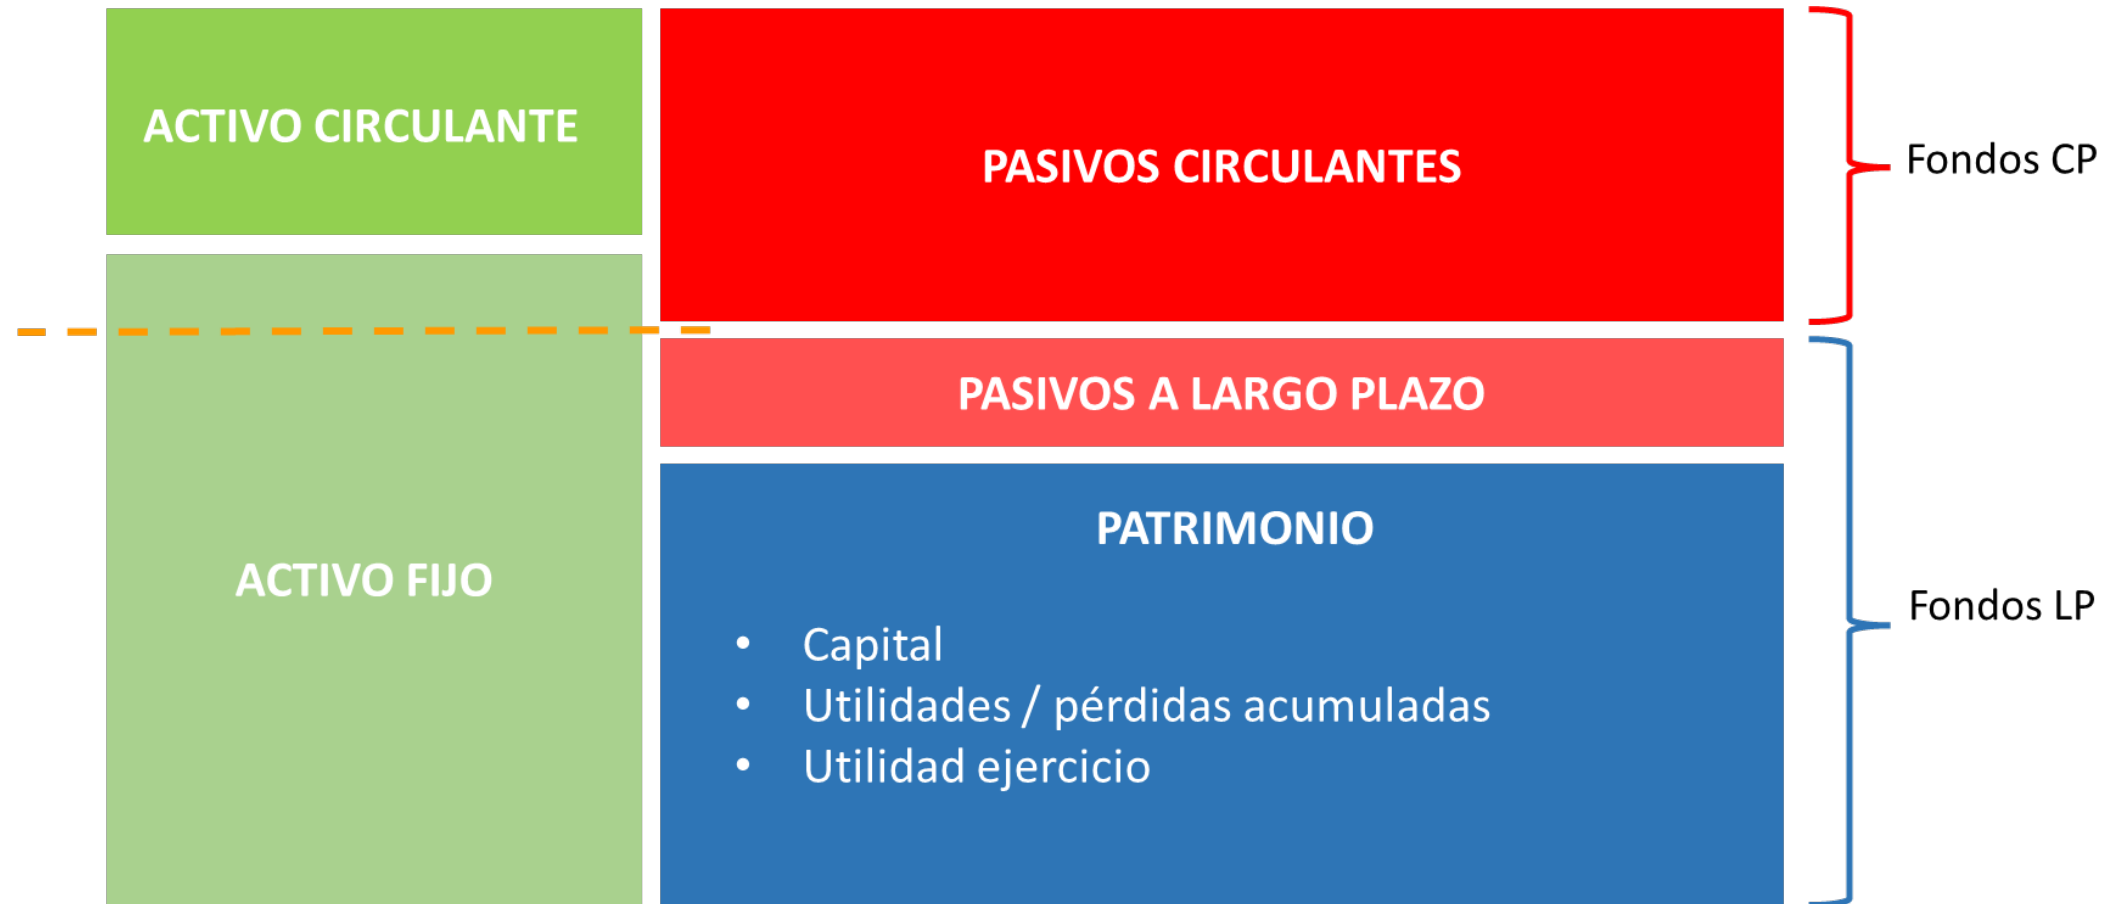 ACTIVO CIRCULANTE
PASIVOS CIRCULANTES
Fondos CP
PASIVOS A LARGO PLAZO
ACTIVO FIJO
PATRIMONIO
• Capital
• Utilidades / pérdidas acumuladas
• Utilidad ejercicio
Fondos LP